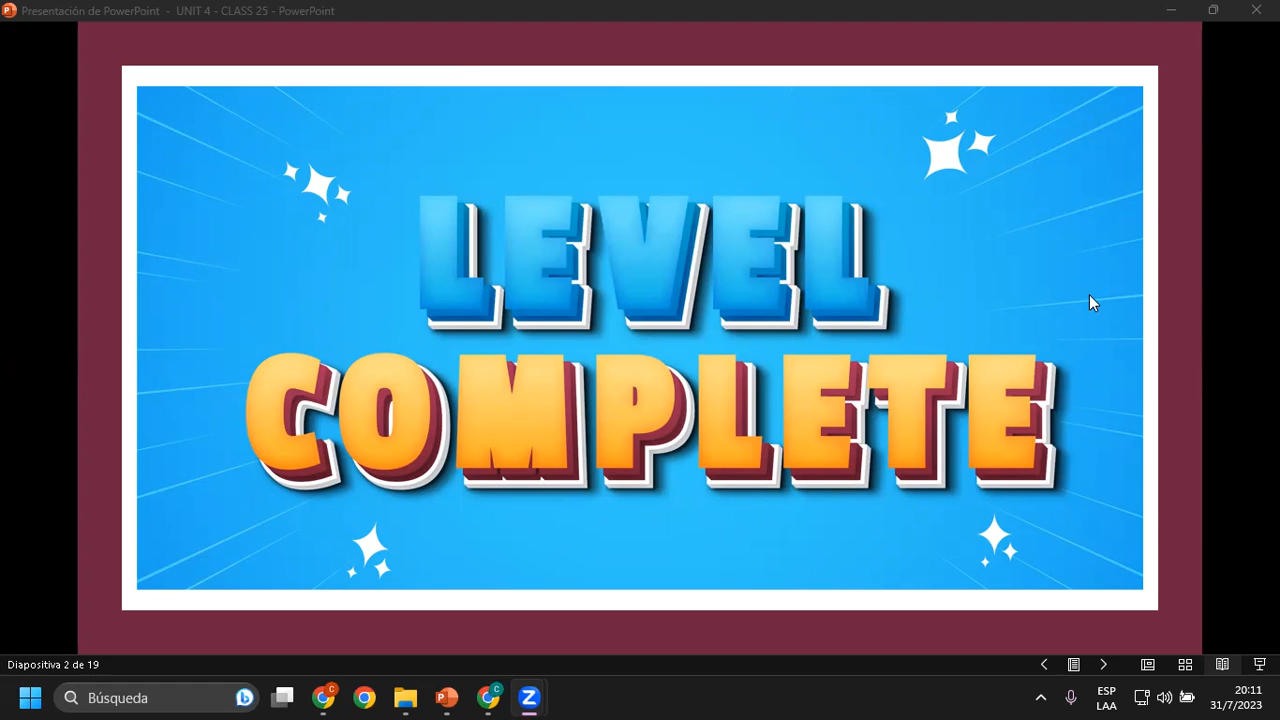 Presentación de PowerPoint - UNIT 4 - CLASS 25 - PowerPoint
LEVEL
COMPLETE
Diapositiva 2 de 19
Búsqueda
ESP
LAA
20:11
31/7/2023